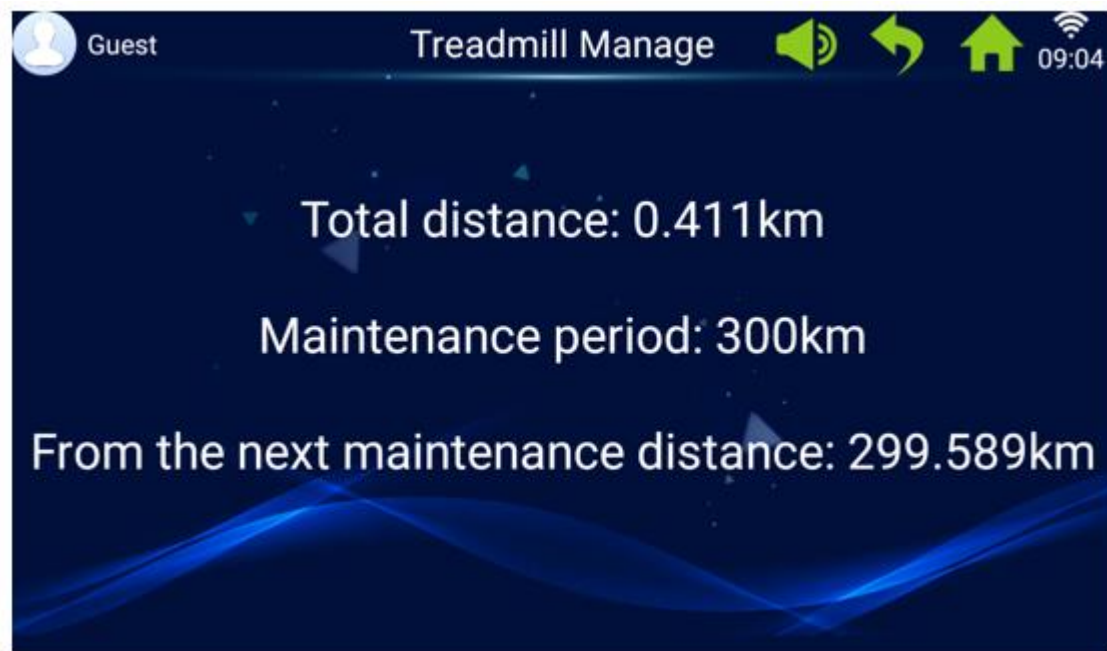 Guest
Treadmill Manage
09:04
Total distance: 0.411km
Maintenance period: 300km
From the next maintenance distance: 299.589km